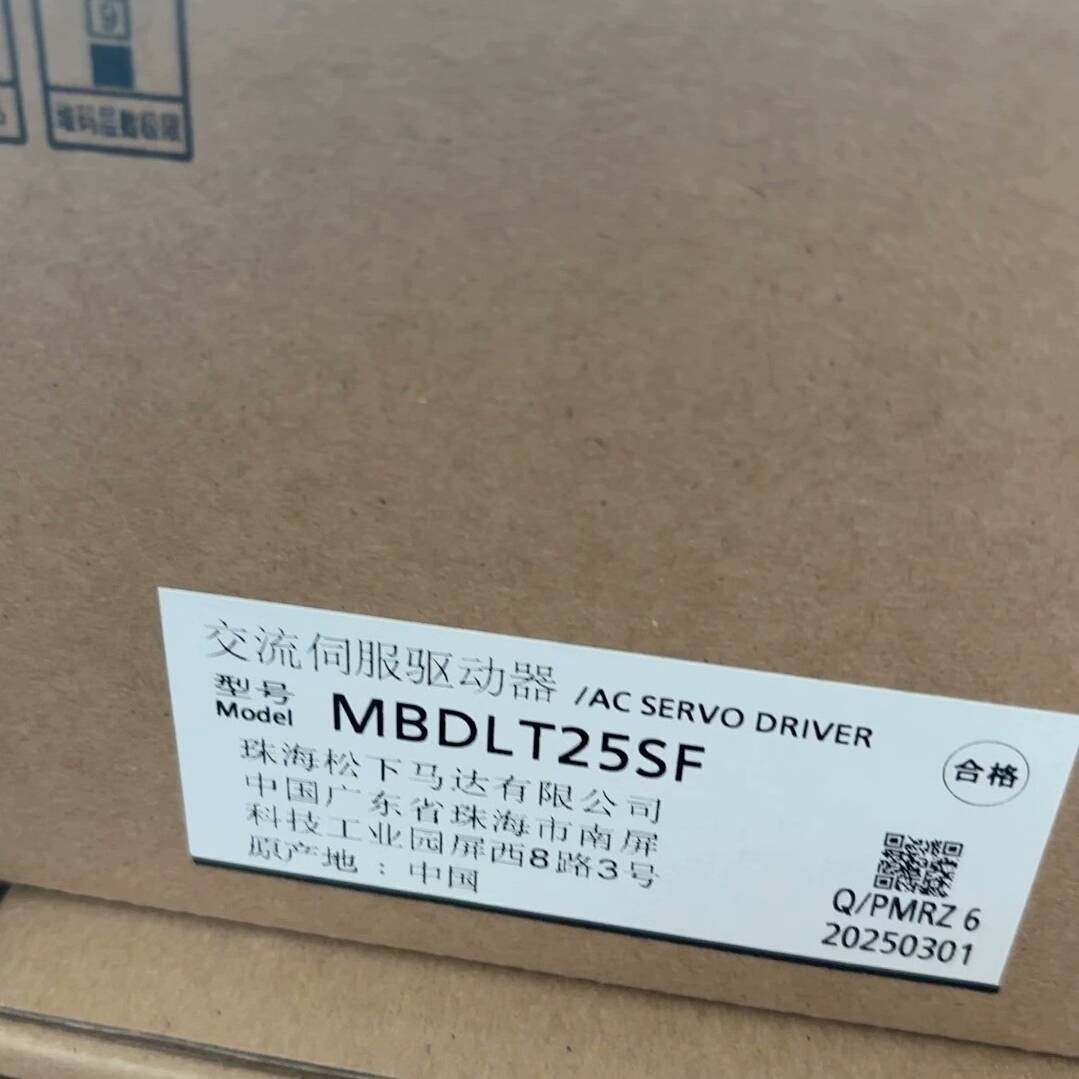 6
堆码层数极限
交流伺服驱动器 /AC SERVO DRIVER
型号
Model MBDLT25SF
合格
珠海松下马达有限公司
中国广东省珠海市南屏
科技工业园屏西8路3号
原产地：中国
Q/PMRZ 6
20250301